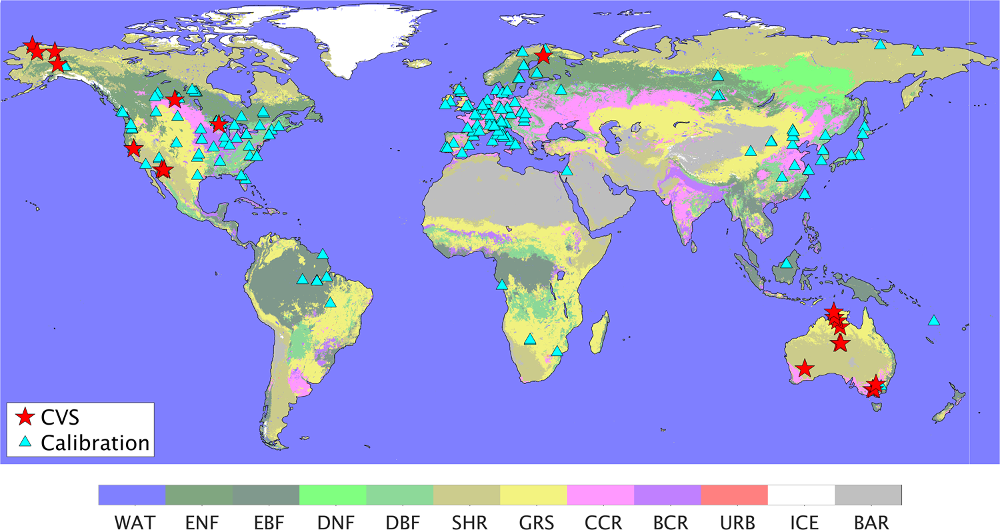 CVS
Calibration
WAT ENF EBF DNF DBF SHR GRS CCR BCR URB ICE BAR